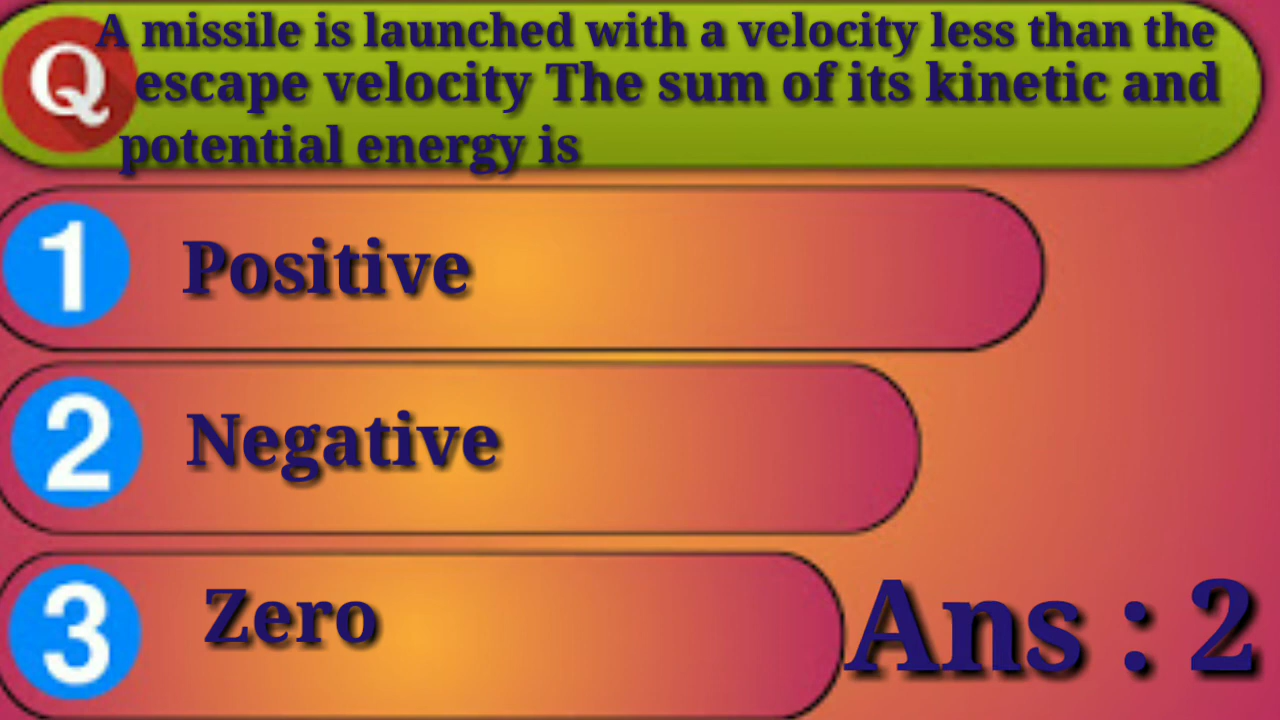 Q A missile is launched with a velocity less than the
escape velocity The sum of its kinetic and
potential energy is
1 Positive
2 Negative
3 Zero
Ans : 2